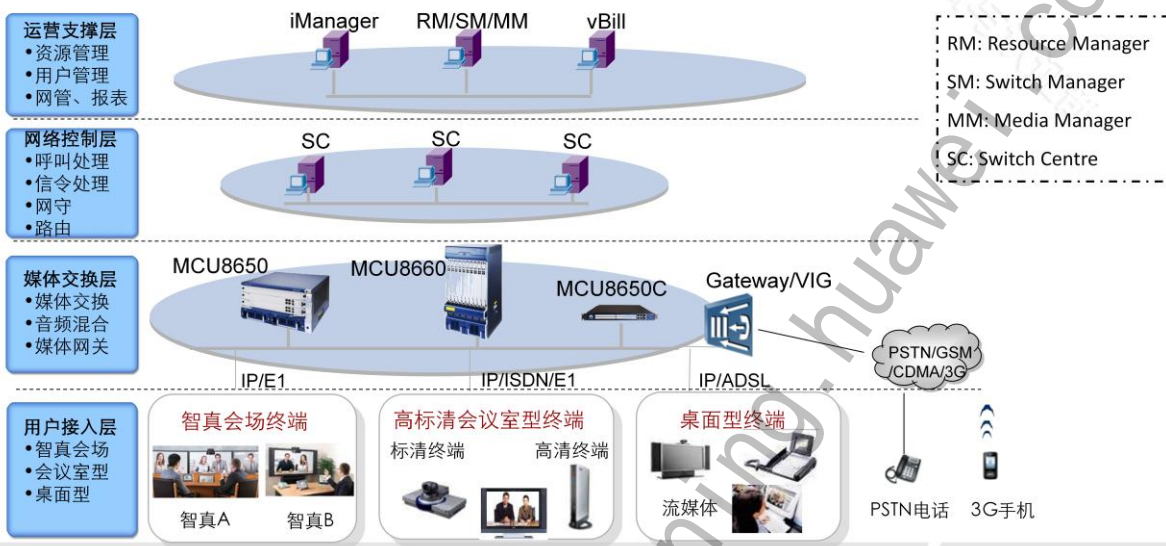 运营支撑层
•资源管理
•用户管理
•网管、报表
iManager
RM/SM/MM
vBill
RM: Resource Manager
SM: Switch Manager
MM: Media Manager
SC: Switch Centre
网络控制层
•呼叫处理
•信令处理
•网守
•路由
SC
SC
SC
媒体交换层
•媒体交换
•音频混合
•媒体网关
MCU8650
MCU8660
MCU8650C
Gateway/VIG
PSTN/GSM
/CDMA/3G
IP/E1
IP/ISDN/E1
IP/ADSL
用户接入层
•智真会场
•会议室型
•桌面型
智真会场终端
智真A
智真B
高标清会议室型终端
标清终端
高清终端
桌面型终端
流媒体
PSTN电话
3G手机
ning.huawei.co